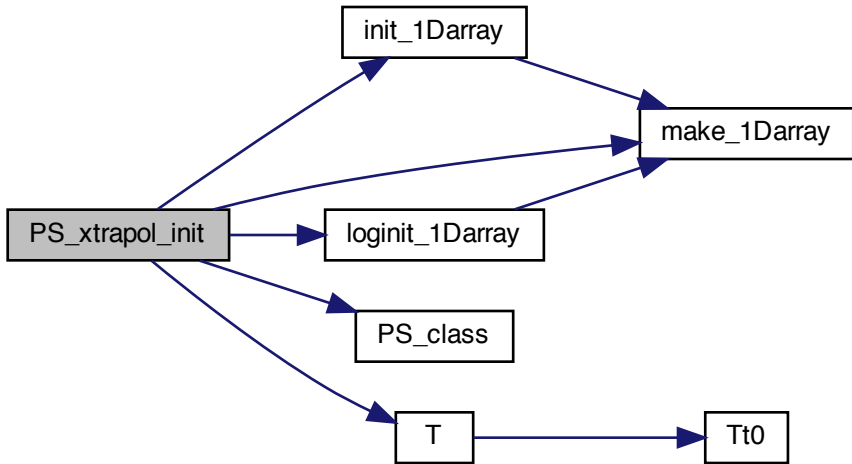 init_1Darray
make_1Darray
PS_xtrapol_init
loginit_1Darray
PS_class
T
Tt0